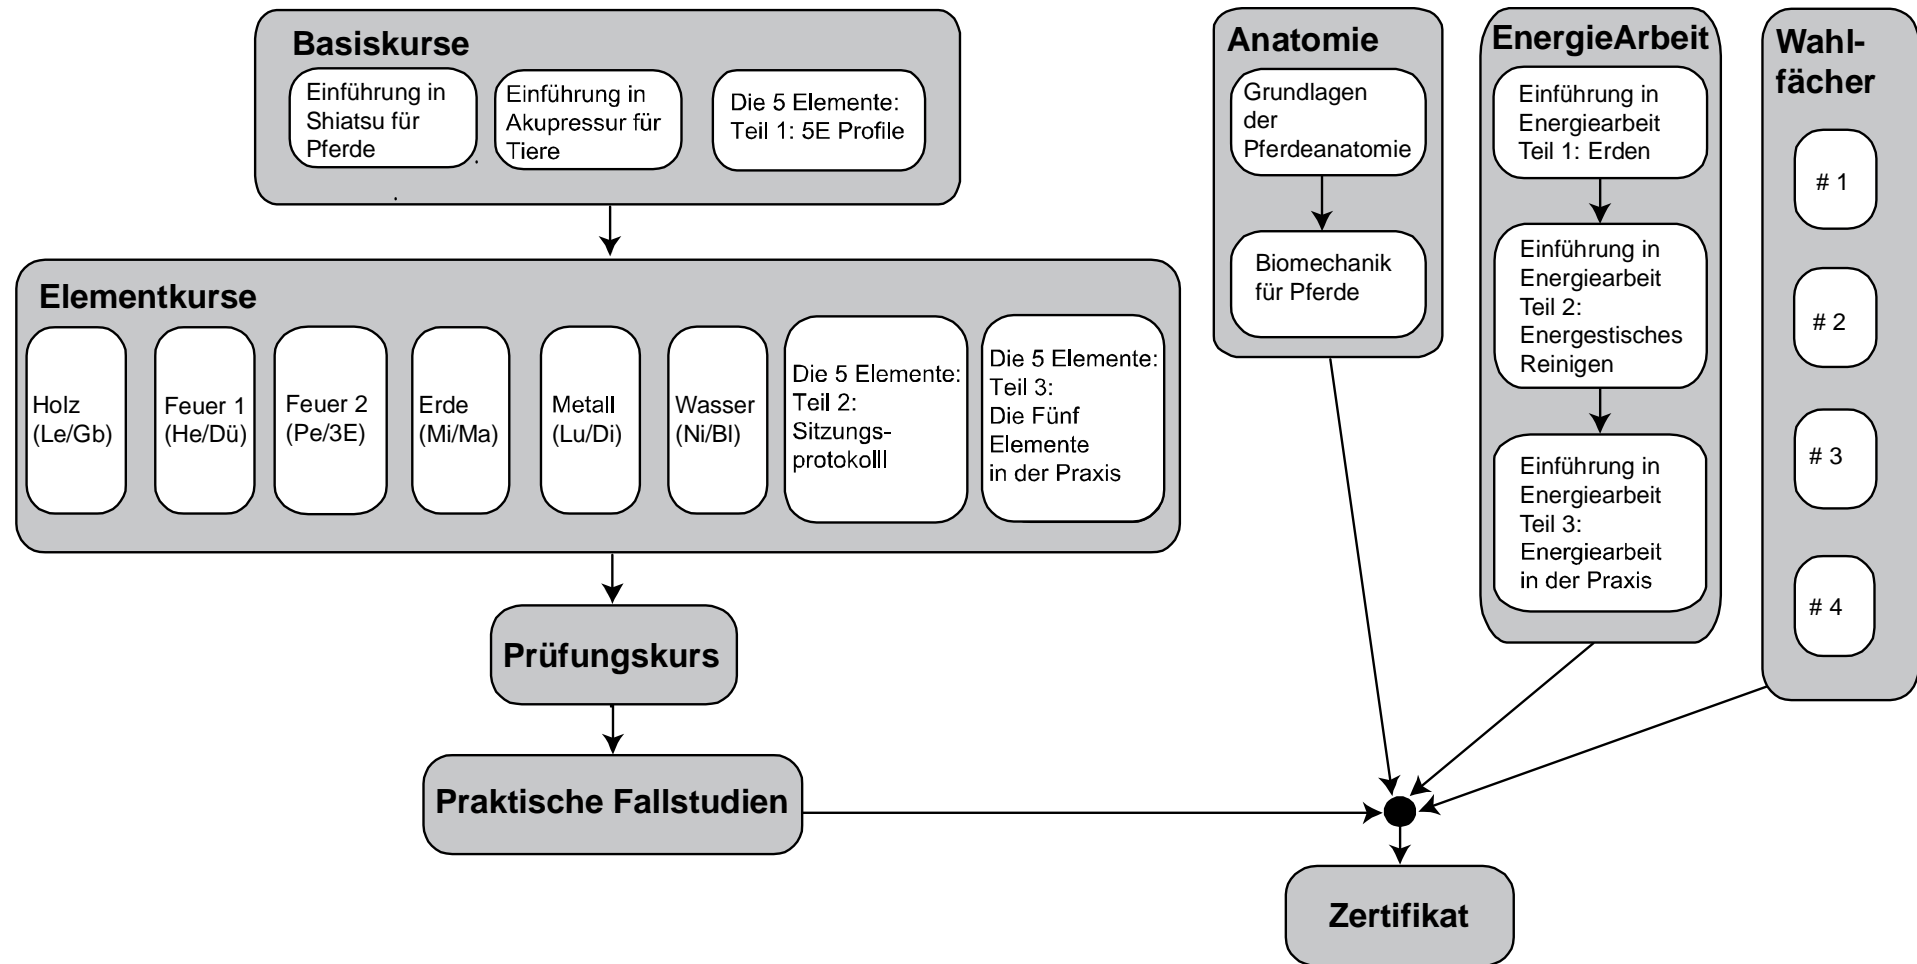 Basiskurse
Einführung in
Shiatsu für
Pferde
Einführung in
Akupressur für
Tiere
Die 5 Elemente:
Teil 1: 5E Profile
Elementkurse
Holz
(Le/Gb)
Feuer 1
(He/Dü)
Feuer 2
(Pe/3E)
Erde
(Mi/Ma)
Metall
(Lu/Di)
Wasser
(Ni/Bl)
Die 5 Elemente:
Teil 2:
Sitzungs-
protokolll
Die 5 Elemente:
Teil 3:
Die Fünf
Elemente
in der Praxis
Prüfungskurs
Praktische Fallstudien
Anatomie
Grundlagen
der
Pferdeanatomie
Biomechanik
für Pferde
EnergieArbeit
Einführung in
Energiearbeit
Teil 1: Erden
Einführung in
Energiearbeit
Teil 2:
Energestisches
Reinigen
Einführung in
Energiearbeit
Teil 3:
Energiearbeit
in der Praxis
Wahl-
fächer
# 1
# 2
# 3
# 4
Zertifikat